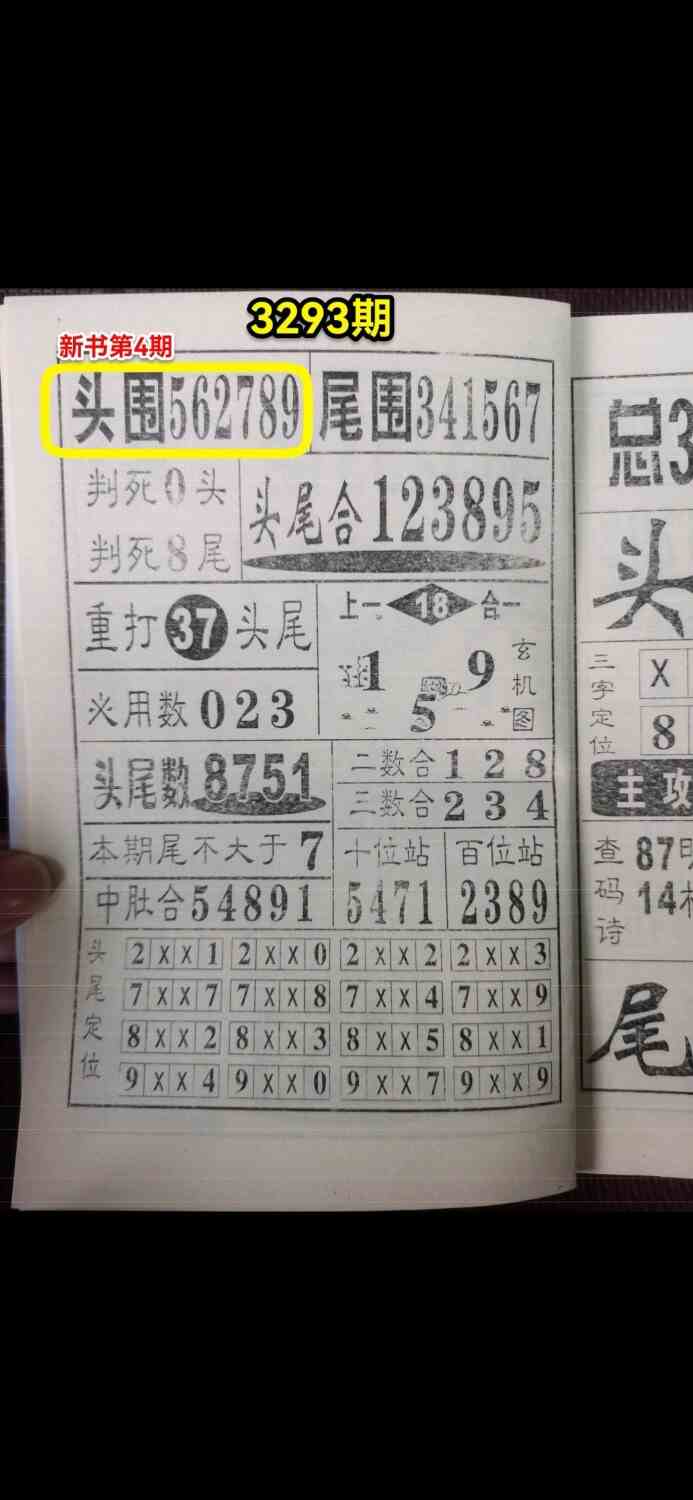 3293期
新书第4期
头围562789 尾围341567
判死0头
判死8尾
头尾合123895
重打37头尾
上一18合一
必用数023
1 9
5
玄机图
头尾数8751
二数合128
三数合234
本期尾不大于7
中肚合54891
十位站 百位站
5471 2389
头尾定位
2XX1 2XX0 2XX2 2XX3
7XX7 7XX8 7XX4 7XX9
8XX2 8XX3 8XX5 8XX1
9XX4 9XX0 9XX7 9XX9
总3
头
三字定位
X
8
主攻
查码诗
87明
14
尾